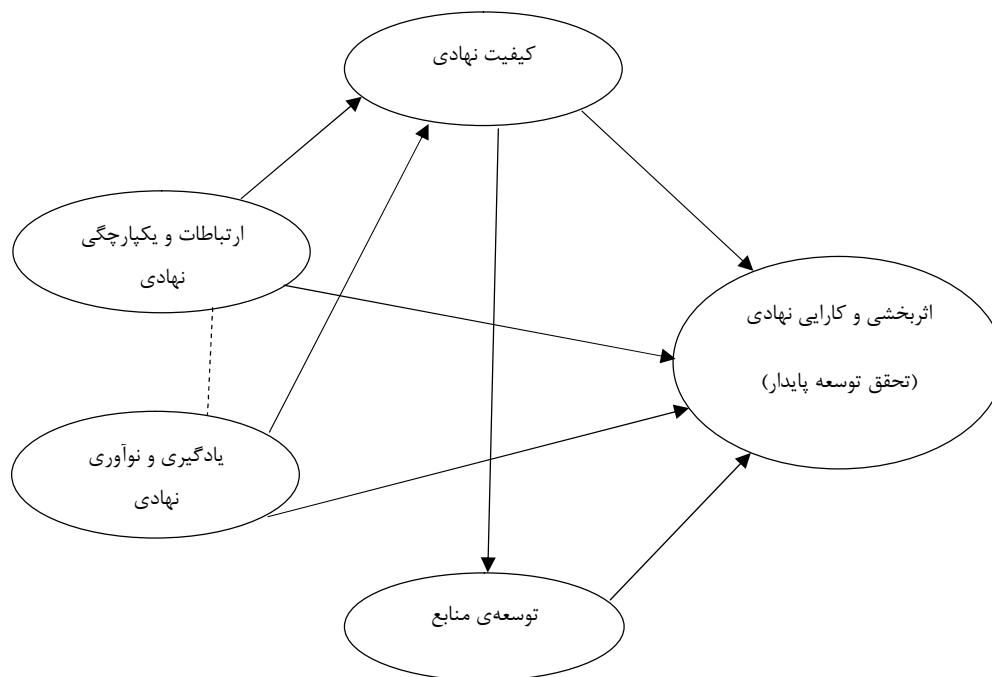 کیفیت نهادی
ارتباطات و یکپارچگی
نهادی
اثربخشی و کارایی نهادی
(تحقق توسعه پایدار)
یادگیری و نوآوری
نهادی
توسعه‌ی منابع